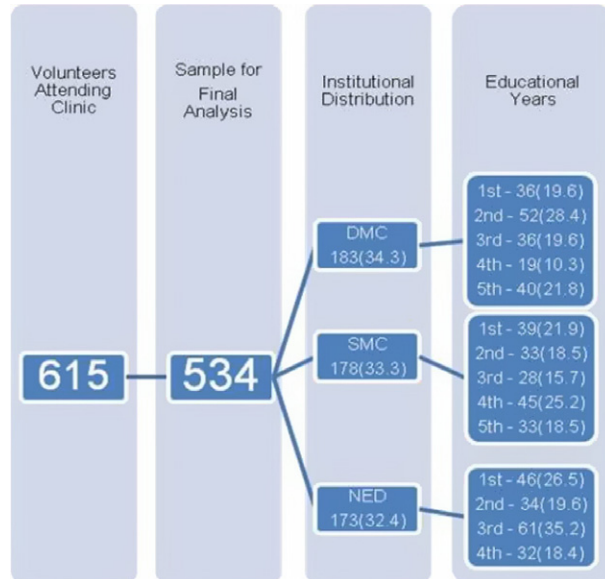 Volunteers
Attending
Clinic
Sample for
Final
Analysis
Institutional
Distribution
Educational
Years
615
534
DMC
183(34.3)
SMC
178(33.3)
NED
173(32.4)
1st - 36(19.6)
2nd - 52(28.4)
3rd - 36(19.6)
4th - 19(10.3)
5th - 40(21.8)
1st - 39(21.9)
2nd - 33(18.5)
3rd - 28(15.7)
4th - 45(25.2)
5th - 33(18.5)
1st - 46(26.5)
2nd - 34(19.6)
3rd - 61(35.2)
4th - 32(18.4)